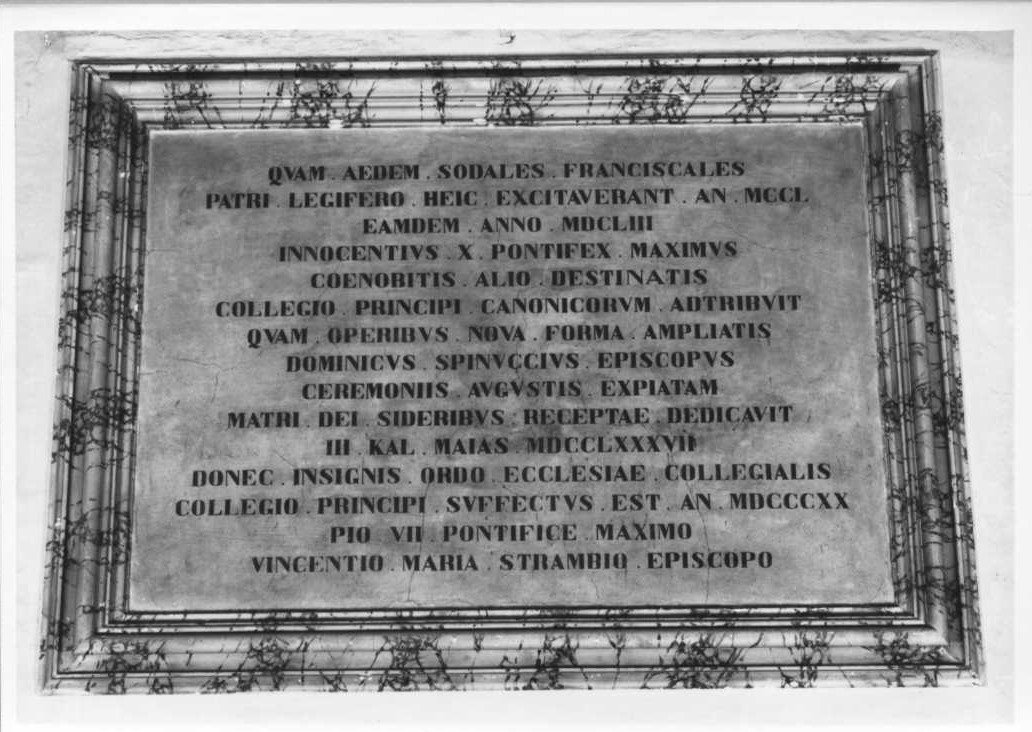 QVAM . AEDEM . SODALES . FRANCISCALES
PATRI . LEGIFERO . HEIC . EXCITAVERANT . AN . MCCL
EAMDEM . ANNO . MDCLIII
INNOCENTIVS . X . PONTIFEX . MAXIMVS
COENOBITIS . ALIO . DESTINATIS
COLLEGIO . PRINCIPI . CANONICORVM . ADTRIBVIT
QVAM . OPERIBVS . NOVA . FORMA . AMPLIATIS
DOMINICVS . SPINVCCIVS . EPISCOPVS
CEREMONIIS . AVGVSTIS . EXPIATAM
MATRI . DEI . SIDERIBVS . RECEPTAE . DEDICAVIT
III . KAL . MAIAS . MDCCLXXXVII
DONEC . INSIGNIS . ORDO . ECCLESIAE . COLLEGIALIS
COLLEGIO . PRINCIPI . SVFFECTVS . EST . AN . MDCCCXX
PIO . VII . PONTIFICE . MAXIMO
VINCENTIO . MARIA . STRAMBIO . EPISCOPO